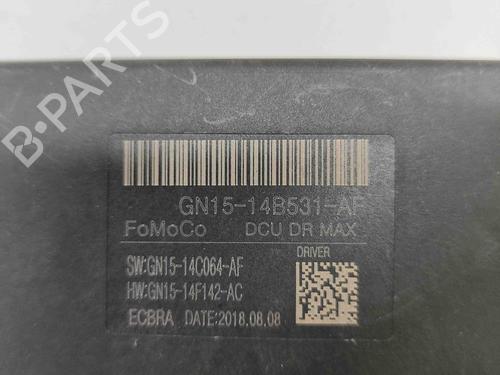 B-PARTS
GN15-14B531-AF
FoMoCo DCU DR MAX
SW:GN15-14C064-AF DRIVER
HW:GN15-14F142-AC
ECBRA DATE:2018.08.08